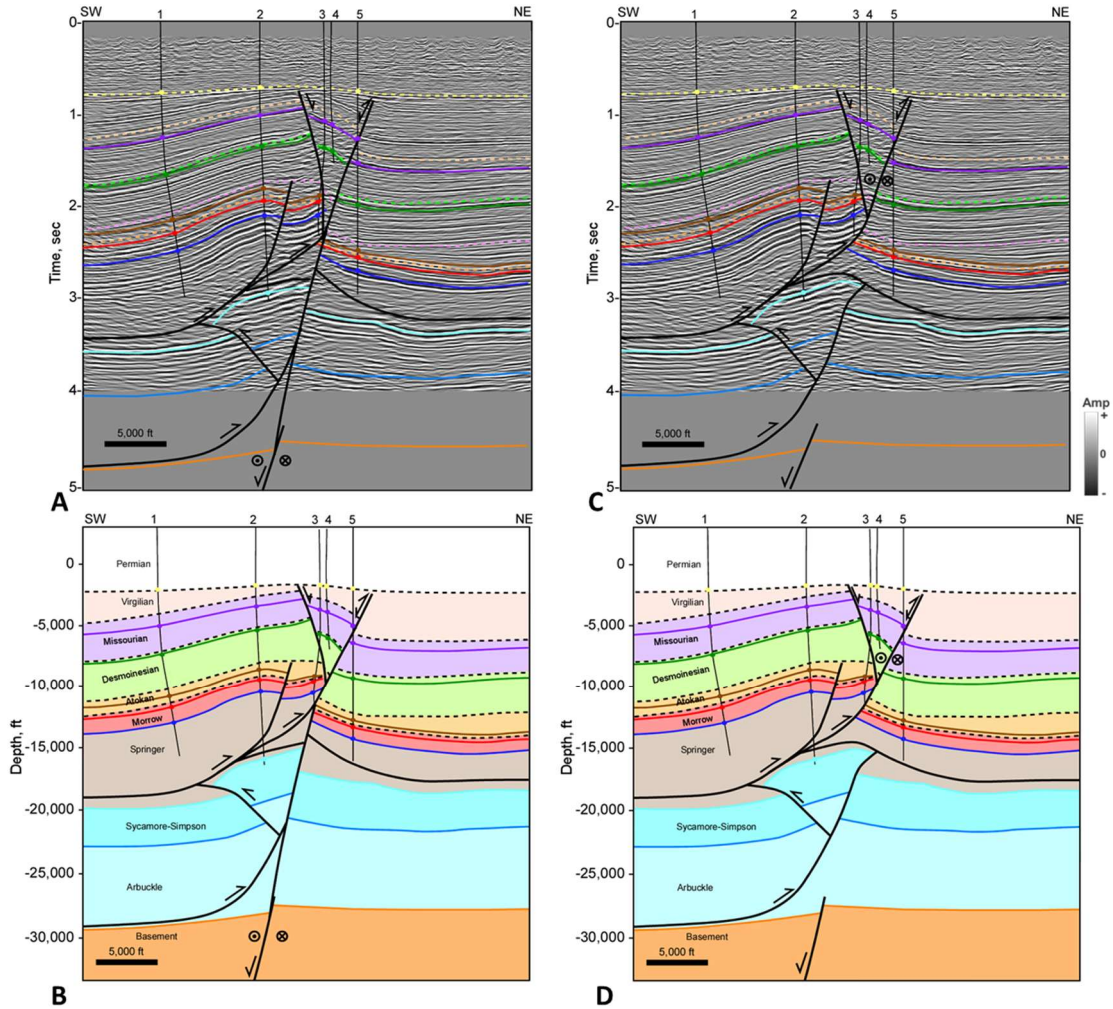 SW 1 2 3 4 5 NE
0-
1-
2-
3-
4-
5-
Time, sec
5,000 ft
A
SW 1 2 3 4 5 NE
0-
1-
2-
3-
4-
5-
Time, sec
5,000 ft
C
Amp
+
0
-
SW 1 2 3 4 5 NE
0
-5,000
-10,000
-15,000
-20,000
-25,000
-30,000
Depth, ft
Permian
Virgilian
Missourian
Desmoinesian
Atokan
Morrow
Springer
Sycamore-Simpson
Arbuckle
Basement
5,000 ft
B
SW 1 2 3 4 5 NE
0
-5,000
-10,000
-15,000
-20,000
-25,000
-30,000
Depth, ft
Permian
Virgilian
Missourian
Desmoinesian
Atokan
Morrow
Springer
Sycamore-Simpson
Arbuckle
Basement
5,000 ft
D